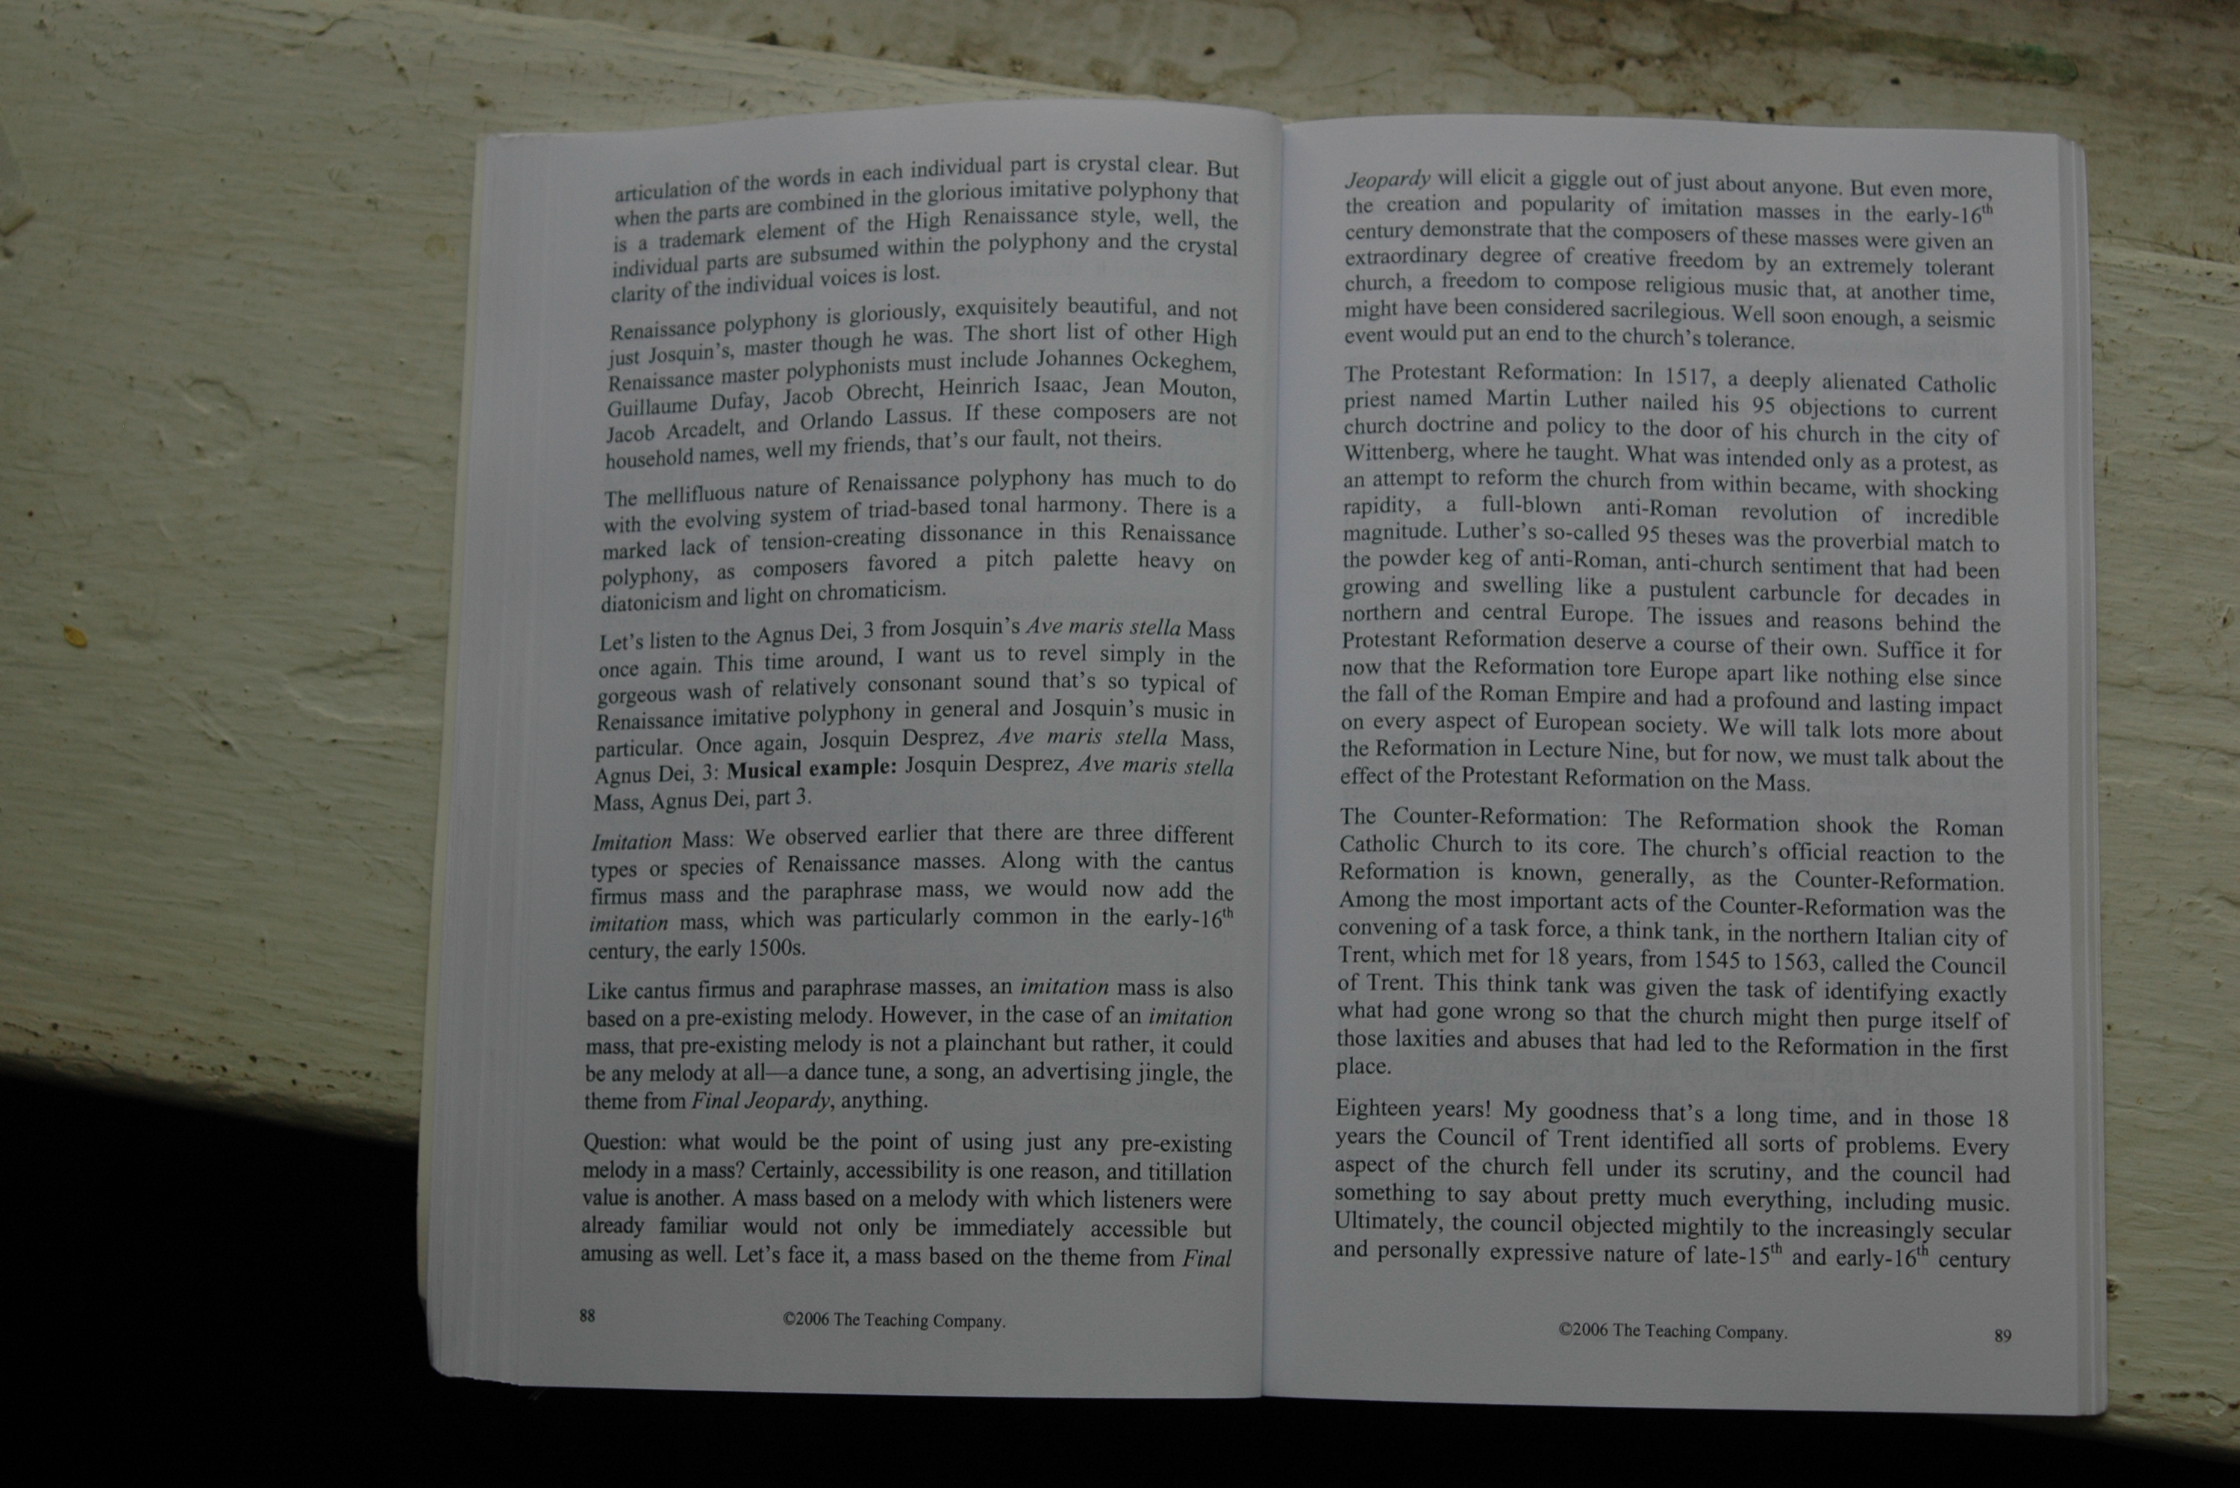 articulation of the words in each individual part is crystal clear. But
when the parts are combined in the glorious imitative polyphony that
is a trademark element of the High Renaissance style, well, the
individual parts are subsumed within the polyphony and the crystal
clarity of the individual voices is lost.
Renaissance polyphony is gloriously, exquisitely beautiful, and not
just Josquin's, master though he was. The short list of other High
Renaissance master polyphonists must include Johannes Ockeghem,
Guillaume Dufay, Jacob Obrecht, Heinrich Isaac, Jean Mouton,
Jacob Arcadelt, and Orlando Lassus. If these composers are not
household names, well my friends, that's our fault, not theirs.
The mellifluous nature of Renaissance polyphony has much to do
with the evolving system of triad-based tonal harmony. There is a
marked lack of tension-creating dissonance in this Renaissance
polyphony, as composers favored a pitch palette heavy on
diatonicism and light on chromaticism.
Let's listen to the Agnus Dei, 3 from Josquin's Ave maris stella Mass
once again. This time around, I want us to revel simply in the
gorgeous wash of relatively consonant sound that's so typical of
Renaissance imitative polyphony in general and Josquin's music in
particular. Once again, Josquin Desprez, Ave maris stella Mass,
Agnus Dei, 3: Musical example: Josquin Desprez, Ave maris stella
Mass, Agnus Dei, part 3.
Imitation Mass: We observed earlier that there are three different
types or species of Renaissance masses. Along with the cantus
firmus mass and the paraphrase mass, we would now add the
imitation mass, which was particularly common in the early-16th
century, the early 1500s.
Like cantus firmus and paraphrase masses, an imitation mass is also
based on a pre-existing melody. However, in the case of an imitation
mass, that pre-existing melody is not a plainchant but rather, it could
be any melody at all—a dance tune, a song, an advertising jingle, the
theme from Final Jeopardy, anything.
Question: what would be the point of using just any pre-existing
melody in a mass? Certainly, accessibility is one reason, and titillation
value is another. A mass based on a melody with which listeners were
already familiar would not only be immediately accessible but
amusing as well. Let's face it, a mass based on the theme from Final
88
©2006 The Teaching Company.
Jeopardy will elicit a giggle out of just about anyone. But even more,
the creation and popularity of imitation masses in the early-16th
century demonstrate that the composers of these masses were given an
extraordinary degree of creative freedom by an extremely tolerant
church, a freedom to compose religious music that, at another time,
might have been considered sacrilegious. Well soon enough, a seismic
event would put an end to the church's tolerance.
The Protestant Reformation: In 1517, a deeply alienated Catholic
priest named Martin Luther nailed his 95 objections to current
church doctrine and policy to the door of his church in the city of
Wittenberg, where he taught. What was intended only as a protest, as
an attempt to reform the church from within became, with shocking
rapidity, a full-blown anti-Roman revolution of incredible
magnitude. Luther's so-called 95 theses was the proverbial match to
the powder keg of anti-Roman, anti-church sentiment that had been
growing and swelling like a pustulent carbuncle for decades in
northern and central Europe. The issues and reasons behind the
Protestant Reformation deserve a course of their own. Suffice it for
now that the Reformation tore Europe apart like nothing else since
the fall of the Roman Empire and had a profound and lasting impact
on every aspect of European society. We will talk lots more about
the Reformation in Lecture Nine, but for now, we must talk about the
effect of the Protestant Reformation on the Mass.
The Counter-Reformation: The Reformation shook the Roman
Catholic Church to its core. The church's official reaction to the
Reformation is known, generally, as the Counter-Reformation.
Among the most important acts of the Counter-Reformation was the
convening of a task force, a think tank, in the northern Italian city of
Trent, which met for 18 years, from 1545 to 1563, called the Council
of Trent. This think tank was given the task of identifying exactly
what had gone wrong so that the church might then purge itself of
those laxities and abuses that had led to the Reformation in the first
place.
Eighteen years! My goodness that's a long time, and in those 18
years the Council of Trent identified all sorts of problems. Every
aspect of the church fell under its scrutiny, and the council had
something to say about pretty much everything, including music.
Ultimately, the council objected mightily to the increasingly secular
and personally expressive nature of late-15th and early-16th century
©2006 The Teaching Company.
89